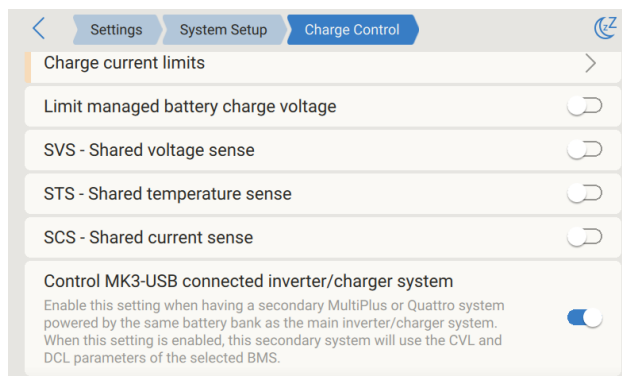 Settings System Setup Charge Control
zZ
Charge current limits
Limit managed battery charge voltage
SVS - Shared voltage sense
STS - Shared temperature sense
SCS - Shared current sense
Control MK3-USB connected inverter/charger system
Enable this setting when having a secondary MultiPlus or Quattro system
powered by the same battery bank as the main inverter/charger system.
When this setting is enabled, this secondary system will use the CVL and
DCL parameters of the selected BMS.